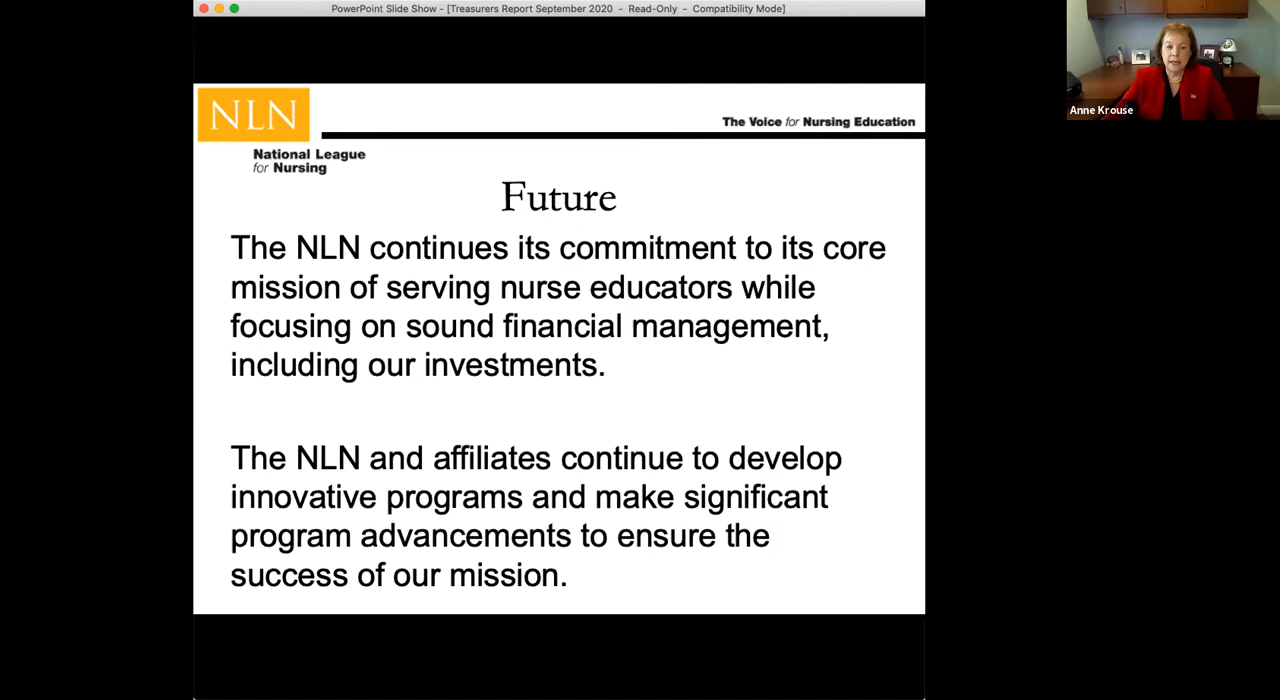 PowerPoint Slide Show - [Treasurers Report September 2020 - Read-Only - Compatibility Mode]
NLN
The Voice for Nursing Education
National League
for Nursing
Future
The NLN continues its commitment to its core
mission of serving nurse educators while
focusing on sound financial management,
including our investments.
The NLN and affiliates continue to develop
innovative programs and make significant
program advancements to ensure the
success of our mission.
Anne Krouse